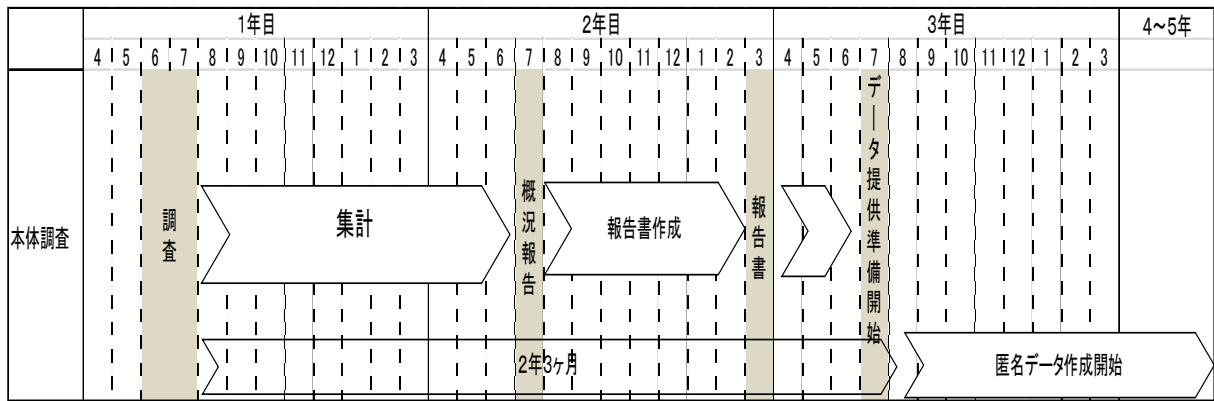 1年目 2年目 3年目 4～5年
4 5 6 7 8 9 10 11 12 1 2 3 4 5 6 7 8 9 10 11 12 1 2 3 4 5 6 7 8 9 10 11 12 1 2 3
本体調査
調査
集計
概況報告
報告書作成
報告書
データ提供準備開始
2年3ヶ月
匿名データ作成開始